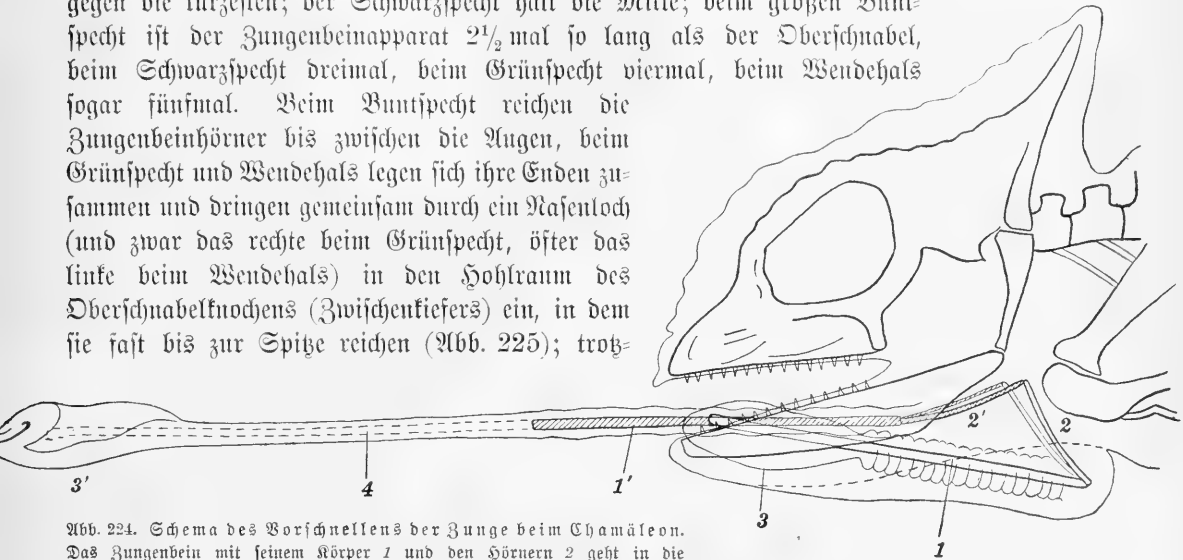 gegen die kürzesten; der Schwarzspecht hält die Mitte; beim großen Bunt-
specht ist der Zungenbeinapparat 2½ mal so lang als der Oberschnabel,
beim Schwarzspecht dreimal, beim Grünspecht viermal, beim Wendehals
sogar fünfmal. Beim Buntspecht reichen die
Zungenbeinhörner bis zwischen die Augen, beim
Grünspecht und Wendehals legen sich ihre Enden zu-
sammen und dringen gemeinsam durch ein Nasenloch
(und zwar das rechte beim Grünspecht, öfter das
linke beim Wendehals) in den Hohlraum des
Oberschnabelknochens (Zwischenkiefers) ein, in dem
sie fast bis zur Spitze reichen (Abb. 225); trotz-
2' 2
3' 4 1'
3
1
Abb. 224. Schema des Vorschnellens der Zunge beim Chamäleon.
Das Zungenbein mit seinem Körper 1 und den Hörnern 2 geht in die